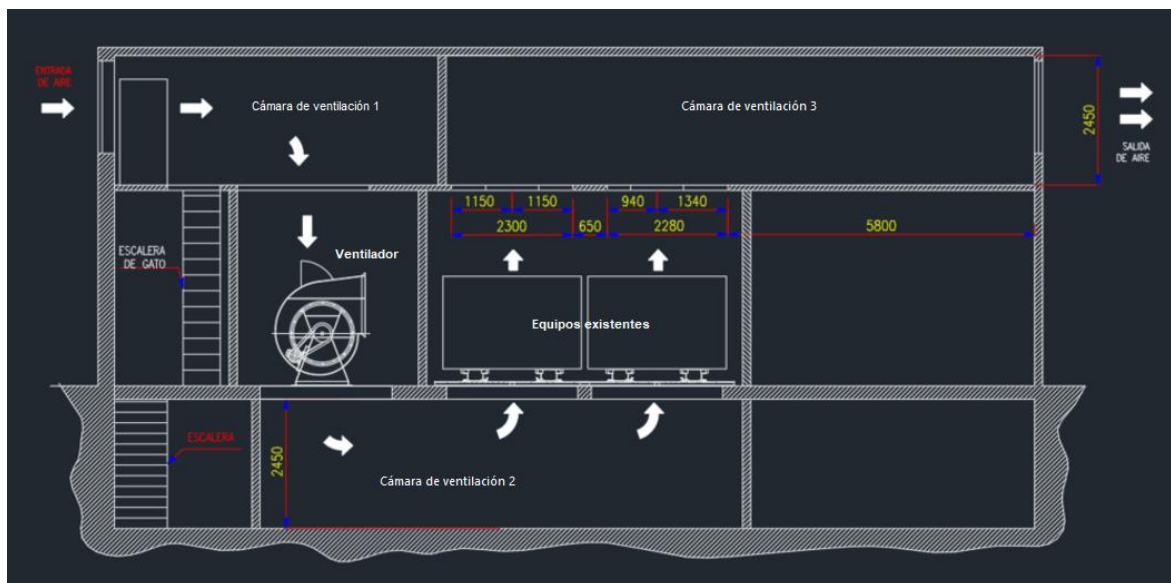 ENTRADA
DE AIRE
Cámara de ventilación 1
Cámara de ventilación 3
2450
SALIDA
DE AIRE
1150
1150
940
1340
2300
650
2280
5800
ESCALERA
DE GATO
Ventilador
Equipos existentes
ESCALERA
2450
Cámara de ventilación 2